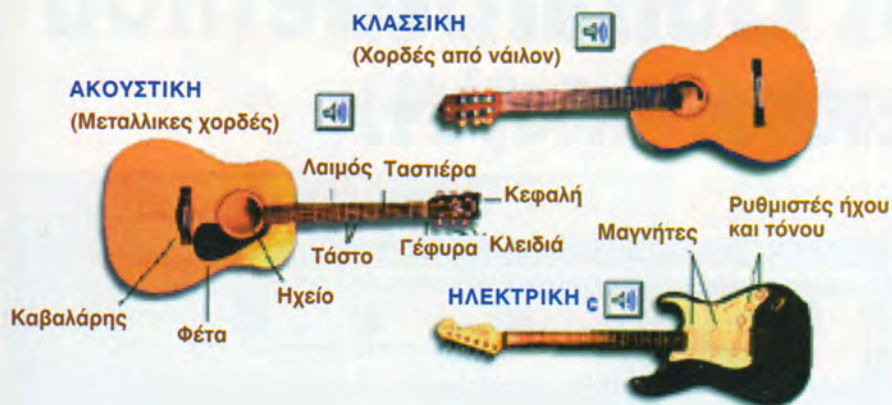 ΚΛΑΣΣΙΚΗ
(Χορδές από νάιλον)
ΑΚΟΥΣΤΙΚΗ
(Μεταλλικες χορδές)
Λαιμός Ταστιέρα
Κεφαλή
Τάστο Γέφυρα Κλειδιά
Ηχείο
Καβαλάρης
Φέτα
Ρυθμιστές ήχου
και τόνου
Μαγνήτες
ΗΛΕΚΤΡΙΚΗ c